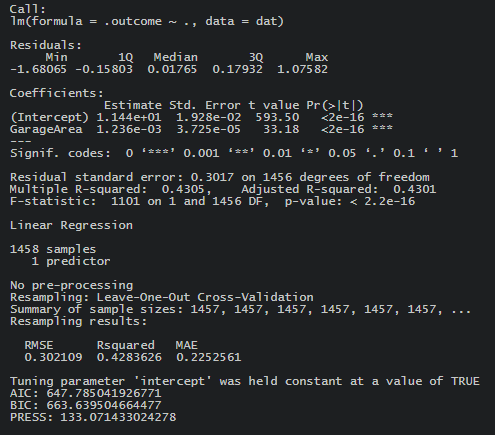 Call:
lm(formula = .outcome ~ ., data = dat)
Residuals:
Min 1Q Median 3Q Max
-1.68065 -0.15803 0.01765 0.17932 1.07582
Coefficients:
Estimate Std. Error t value Pr(>|t|)
(Intercept) 1.144e+01 1.928e-02 593.50 <2e-16 ***
GarageArea 1.236e-03 3.725e-05 33.18 <2e-16 ***
---
Signif. codes: 0 ‘***’ 0.001 ‘**’ 0.01 ‘*’ 0.05 ‘.’ 0.1 ‘ ’ 1
Residual standard error: 0.3017 on 1456 degrees of freedom
Multiple R-squared: 0.4305, Adjusted R-squared: 0.4301
F-statistic: 1101 on 1 and 1456 DF, p-value: < 2.2e-16
Linear Regression
1458 samples
1 predictor
No pre-processing
Resampling: Leave-One-Out Cross-Validation
Summary of sample sizes: 1457, 1457, 1457, 1457, 1457, 1457, ...
Resampling results:
RMSE Rsquared MAE
0.302109 0.4283626 0.2252561
Tuning parameter 'intercept' was held constant at a value of TRUE
AIC: 647.785041926771
BIC: 663.639504664477
PRESS: 133.071433024278